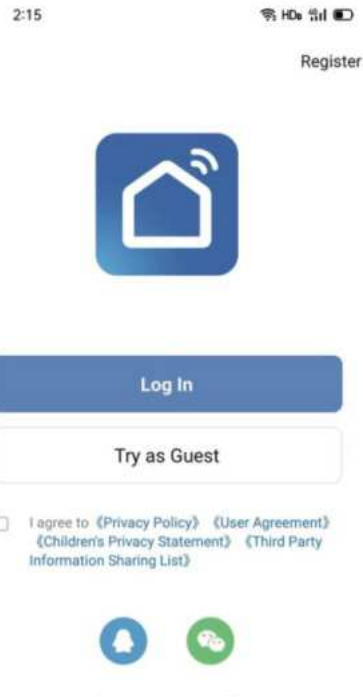 2:15
Register
Log In
Try as Guest
I agree to 《Privacy Policy》 《User Agreement》
《Children's Privacy Statement》 《Third Party
Information Sharing List》